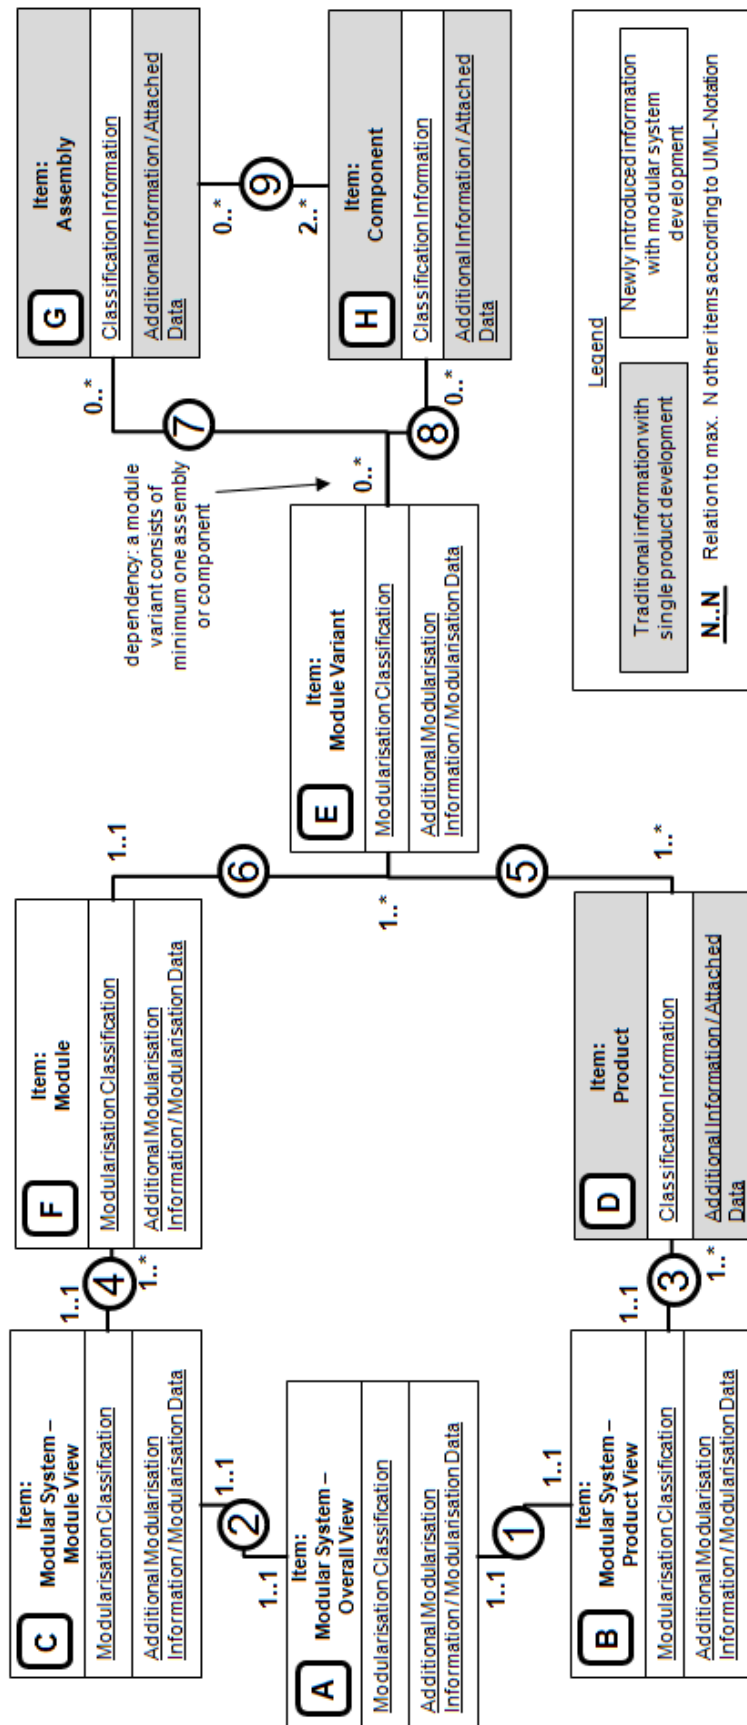 C
Item:
Modular System –
Module View
Modularisation Classification
Additional Modularisation
Information / Modularisation Data
1..1
4
1..*
F
Item:
Module
Modularisation Classification
Additional Modularisation
Information / Modularisation Data
1..1
6
1..*
1..1
2
1..1
A
Item:
Modular System –
Overall View
Modularisation Classification
Additional Modularisation
Information / Modularisation Data
1..1
1
1..1
B
Item:
Modular System –
Product View
Modularisation Classification
Additional Modularisation
Information / Modularisation Data
1..1
3
1..*
D
Item:
Product
Classification Information
Additional Information / Attached
Data
1..*
5
E
Item:
Module Variant
Modularisation Classification
Additional Modularisation
Information / Modularisation Data
0..*
dependency: a module
variant consists of
minimum one assembly
or component
7
0..*
8
0..*
G
Item:
Assembly
Classification Information
Additional Information / Attached
Data
0..*
9
2..*
H
Item:
Component
Classification Information
Additional Information / Attached
Data
Legend
Traditional information with
single product development
Newly introduced information
with modular system
development
N..N Relation to max. N other items according to UML-Notation